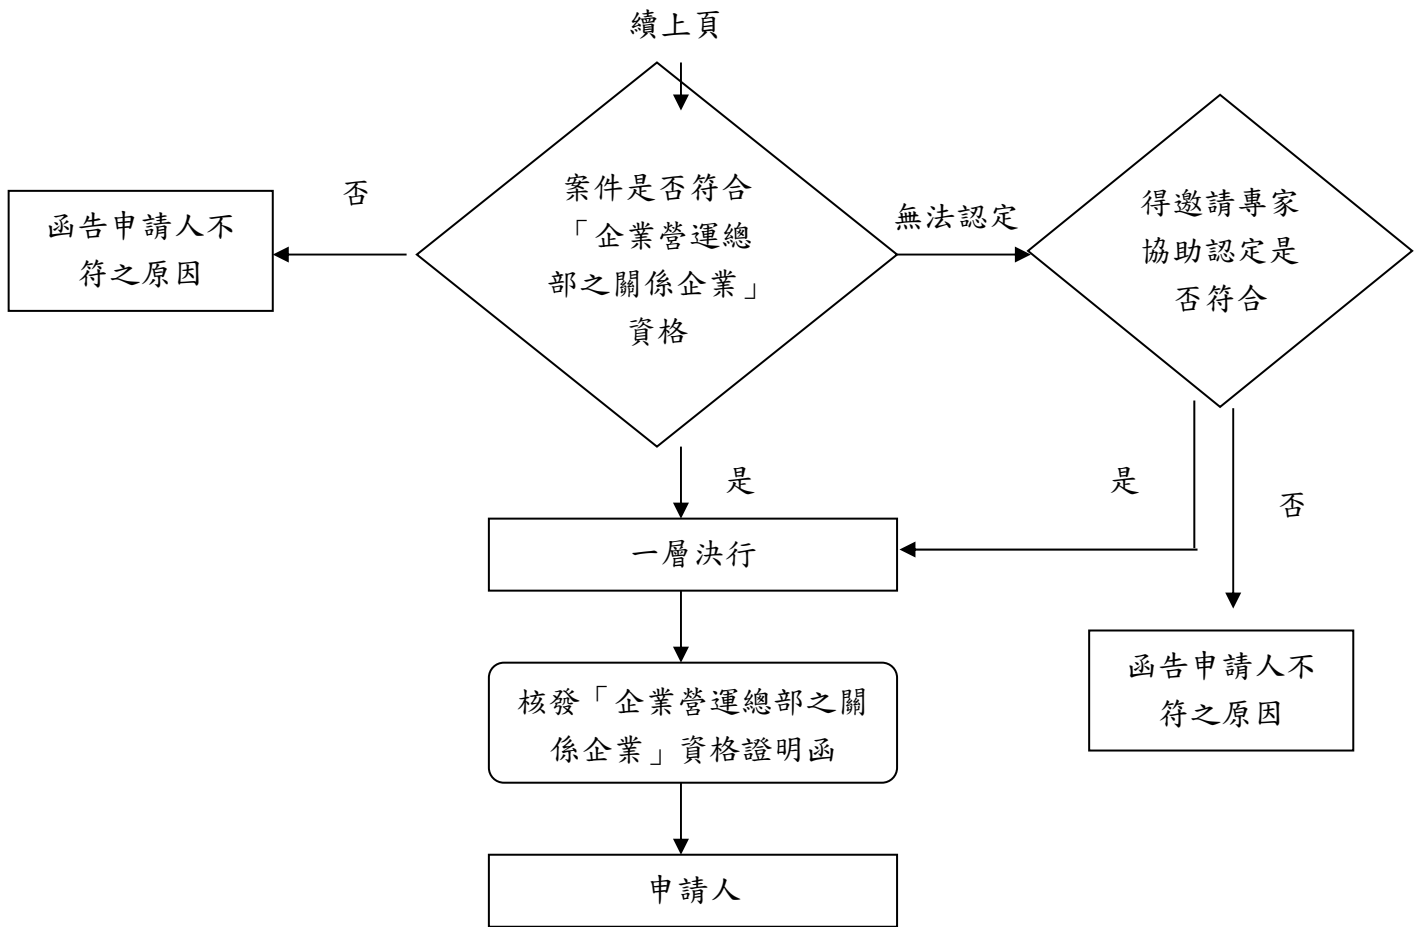 續上頁
否
函告申請人不
符之原因
案件是否符合
「企業營運總
部之關係企業」
資格
無法認定
得邀請專家
協助認定是
否符合
是
是
否
一層決行
函告申請人不
符之原因
核發「企業營運總部之關
係企業」資格證明函
申請人